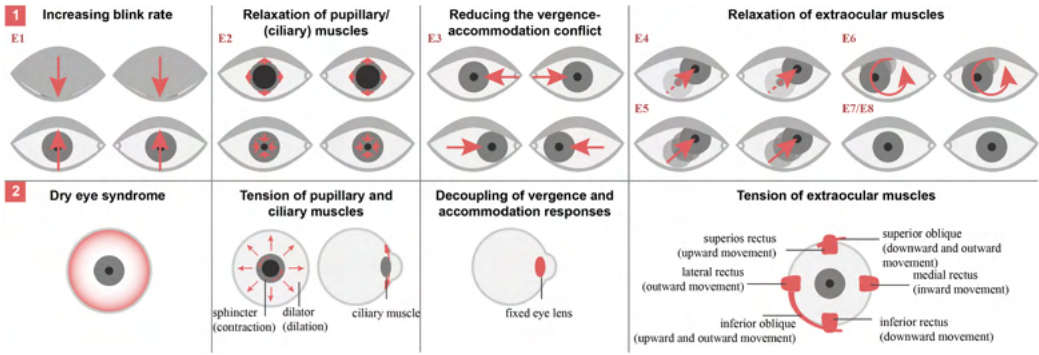 1
Increasing blink rate
Relaxation of pupillary/
(ciliary) muscles
Reducing the vergence-
accommodation conflict
Relaxation of extraocular muscles
E1
E2
E3
E4
E6
E5
E7/E8
2
Dry eye syndrome
Tension of pupillary and
ciliary muscles
Decoupling of vergence and
accommodation responses
Tension of extraocular muscles
sphincter
(contraction)
dilator
(dilation)
ciliary muscle
fixed eye lens
superios rectus
(upward movement)
superior oblique
(downward and outward
movement)
lateral rectus
(outward movement)
medial rectus
(inward movement)
inferior oblique
(upward and outward movement)
inferior rectus
(downward movement)